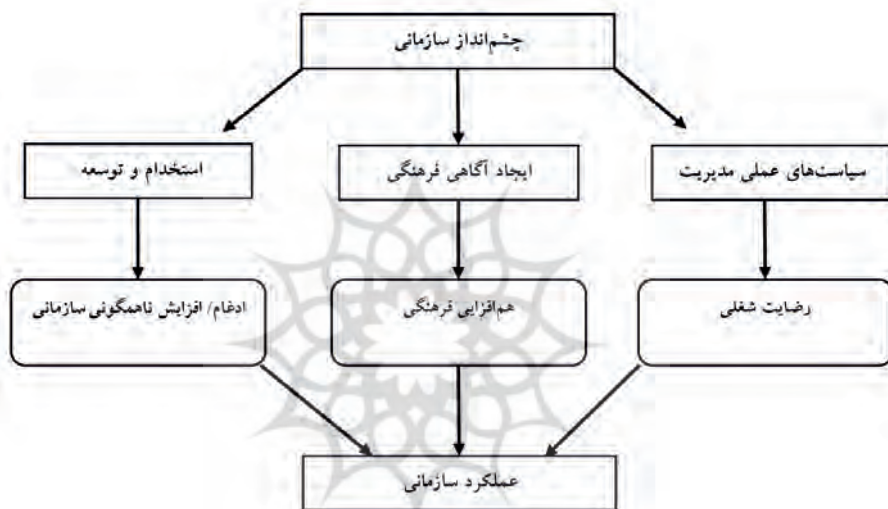 چشم‌انداز سازمانی
سیاست‌های عملی مدیریت
ایجاد آگاهی فرهنگی
استخدام و توسعه
رضایت شغلی
هم‌افزایی فرهنگی
ادغام/ افزایش ناهمگونی سازمانی
عملکرد سازمانی